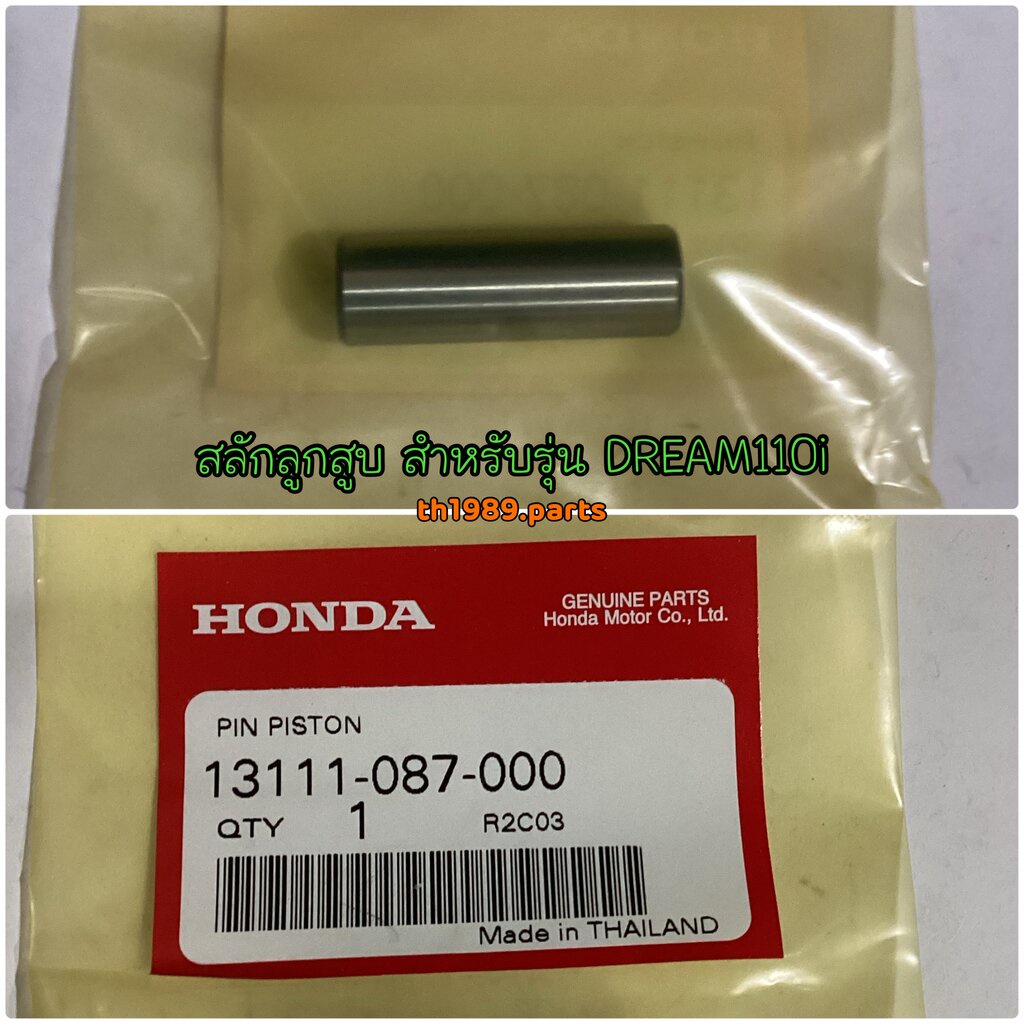 สลักลูกสูบ สำหรับรุ่น DREAM110i
th1989.parts
HONDA
GENUINE PARTS
Honda Motor Co., Ltd.
PIN PISTON
13111-087-000
QTY 1 R2C03
Made in THAILAND